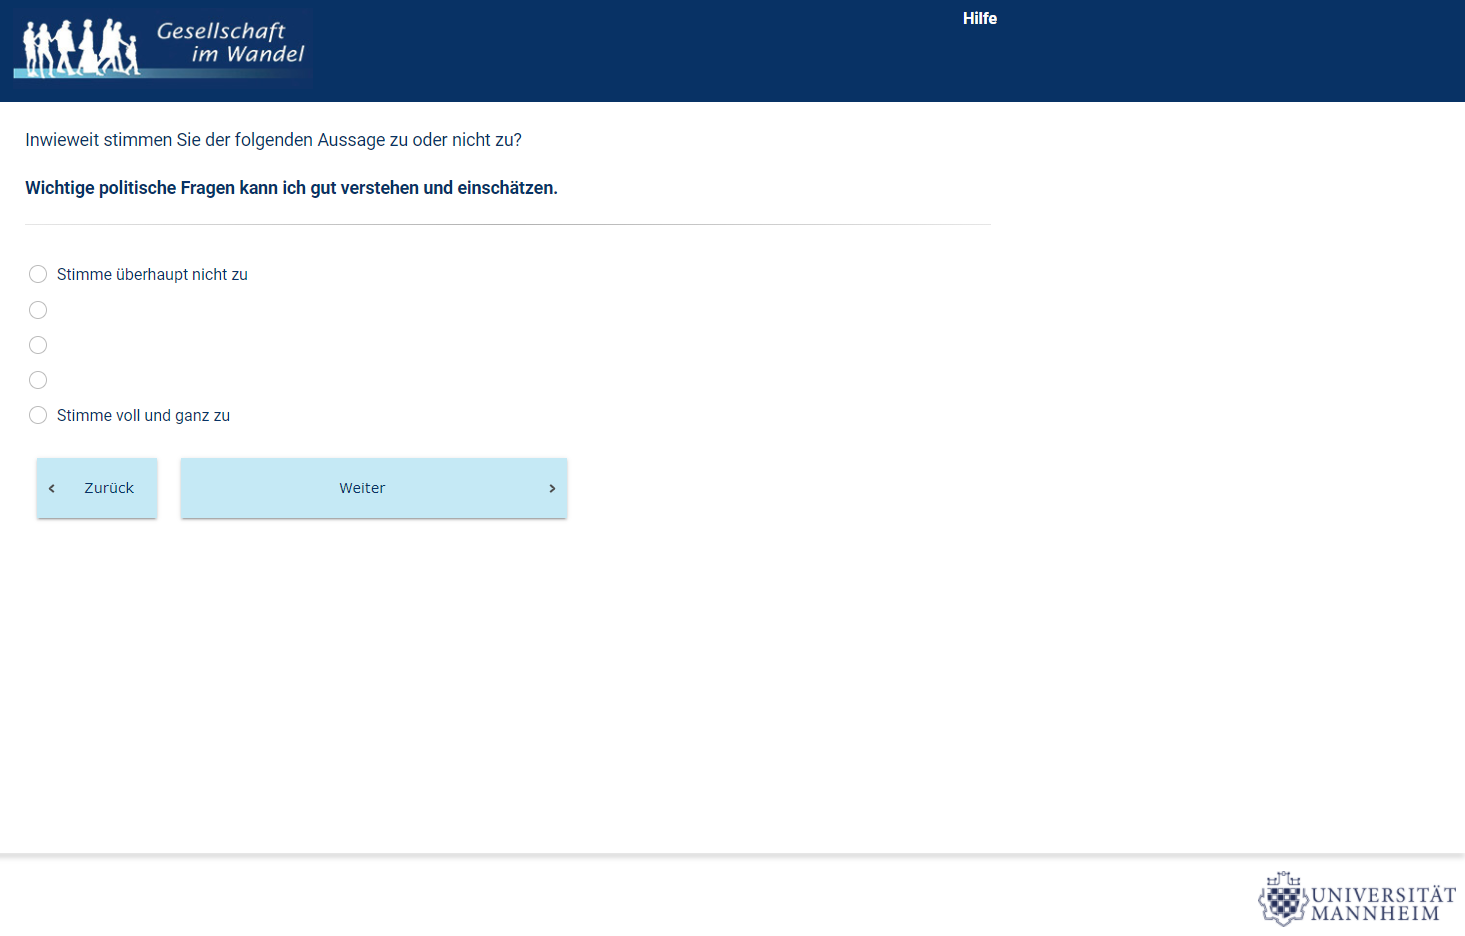 Gesellschaft
im Wandel
Hilfe
Inwieweit stimmen Sie der folgenden Aussage zu oder nicht zu?
Wichtige politische Fragen kann ich gut verstehen und einschätzen.
Stimme überhaupt nicht zu
Stimme voll und ganz zu
Zurück
Weiter
UNIVERSITÄT
MANNHEIM